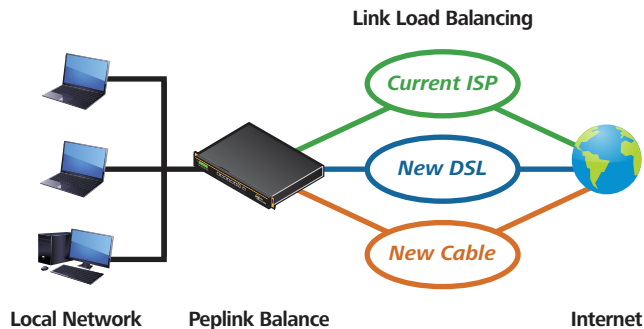 Link Load Balancing
Current ISP
New DSL
New Cable
Local Network
Peplink Balance
Internet